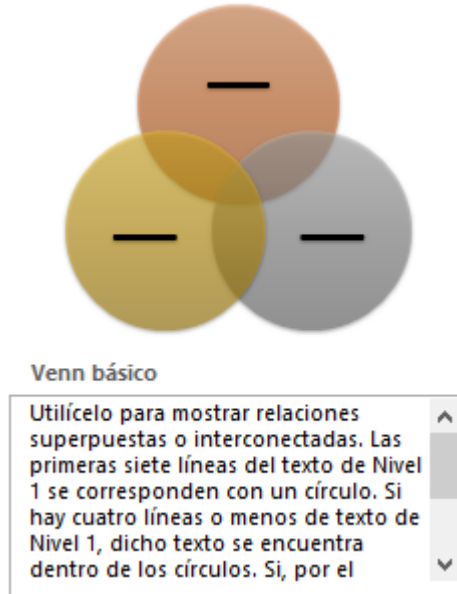 Venn básico
Utilícelo para mostrar relaciones
superpuestas o interconectadas. Las
primeras siete líneas del texto de Nivel
1 se corresponden con un círculo. Si
hay cuatro líneas o menos de texto de
Nivel 1, dicho texto se encuentra
dentro de los círculos. Si, por el